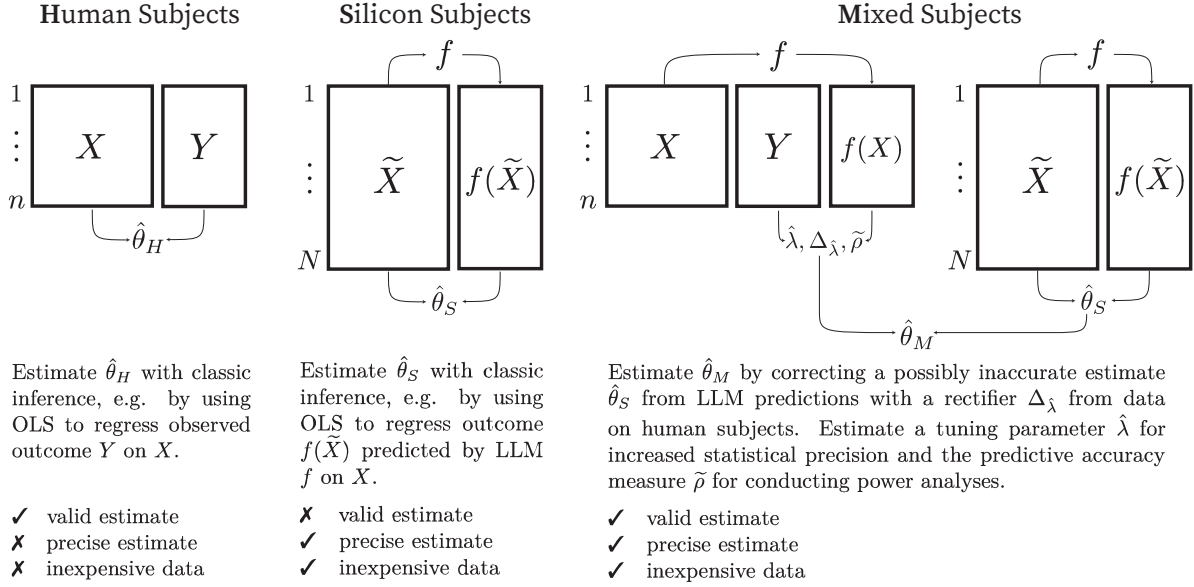 Human Subjects
1
⋮
n
X
Y
θ̂_H
Estimate θ̂_H with classic
inference, e.g. by using
OLS to regress observed
outcome Y on X.
✓ valid estimate
✗ precise estimate
✗ inexpensive data
Silicon Subjects
f
1
⋮
N
X̃
f(X̃)
θ̂_S
Estimate θ̂_S with classic
inference, e.g. by using
OLS to regress outcome
f(X̃) predicted by LLM
f on X.
✗ valid estimate
✓ precise estimate
✓ inexpensive data
Mixed Subjects
f
1
⋮
n
X
Y
f(X)
λ̂, Δ_λ̂, ρ̃
f
1
⋮
N
X̃
f(X̃)
θ̂_S
θ̂_M
Estimate θ̂_M by correcting a possibly inaccurate estimate
θ̂_S from LLM predictions with a rectifier Δ_λ̂ from data
on human subjects. Estimate a tuning parameter λ̂ for
increased statistical precision and the predictive accuracy
measure ρ̃ for conducting power analyses.
✓ valid estimate
✓ precise estimate
✓ inexpensive data